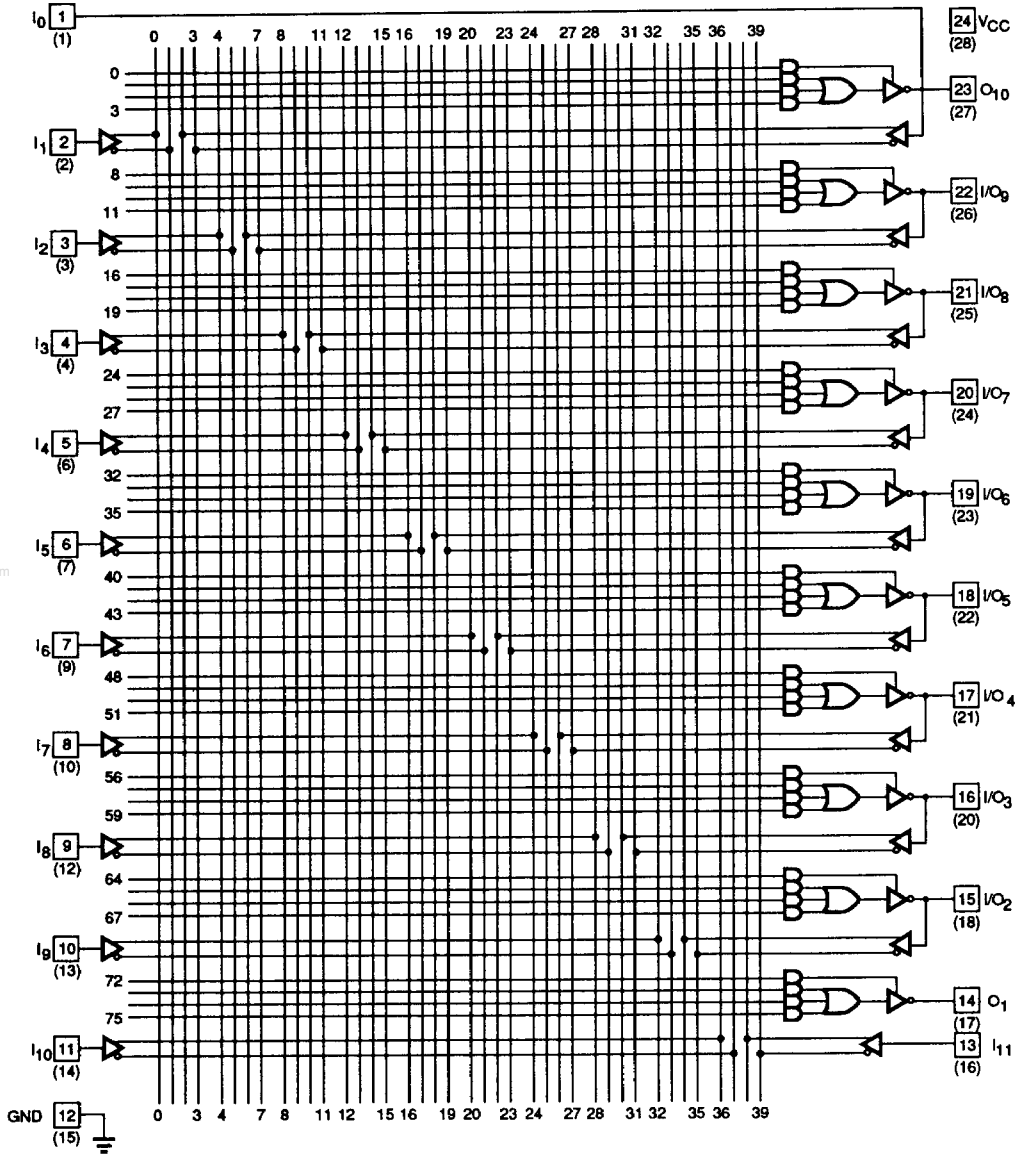 I0 1 24 VCC
(1) (28)
0 3 4 7 8 11 12 15 16 19 20 23 24 27 28 31 32 35 36 39
0
23 O10
3 (27)
I1 2
(2)
8
22 I/O9
11 (26)
I2 3
(3)
16
21 I/O8
19 (25)
I3 4
(4)
24
20 I/O7
27 (24)
I4 5
(6)
32
19 I/O6
35 (23)
I5 6
(7)
40
18 I/O5
43 (22)
I6 7
(9)
48
17 I/O4
51 (21)
I7 8
(10)
56
16 I/O3
59 (20)
I8 9
(12)
64
15 I/O2
67 (18)
I9 10
(13)
72
14 O1
75 (17)
I10 11 13 I11
(14) (16)
0 3 4 7 8 11 12 15 16 19 20 23 24 27 28 31 32 35 36 39
GND 12
(15)